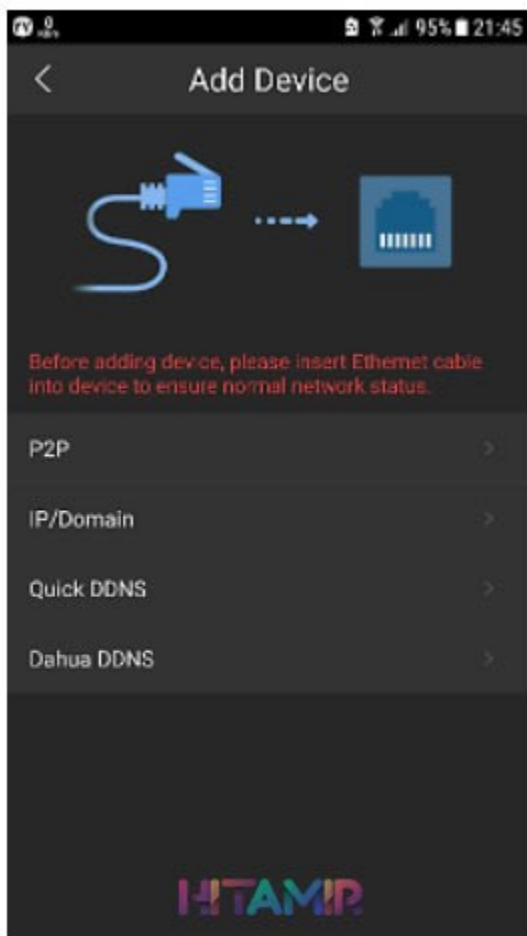 95% 21:45
Add Device
Before adding device, please insert Ethernet cable
into device to ensure normal network status.
P2P
IP/Domain
Quick DDNS
Dahua DDNS
HITAMIR